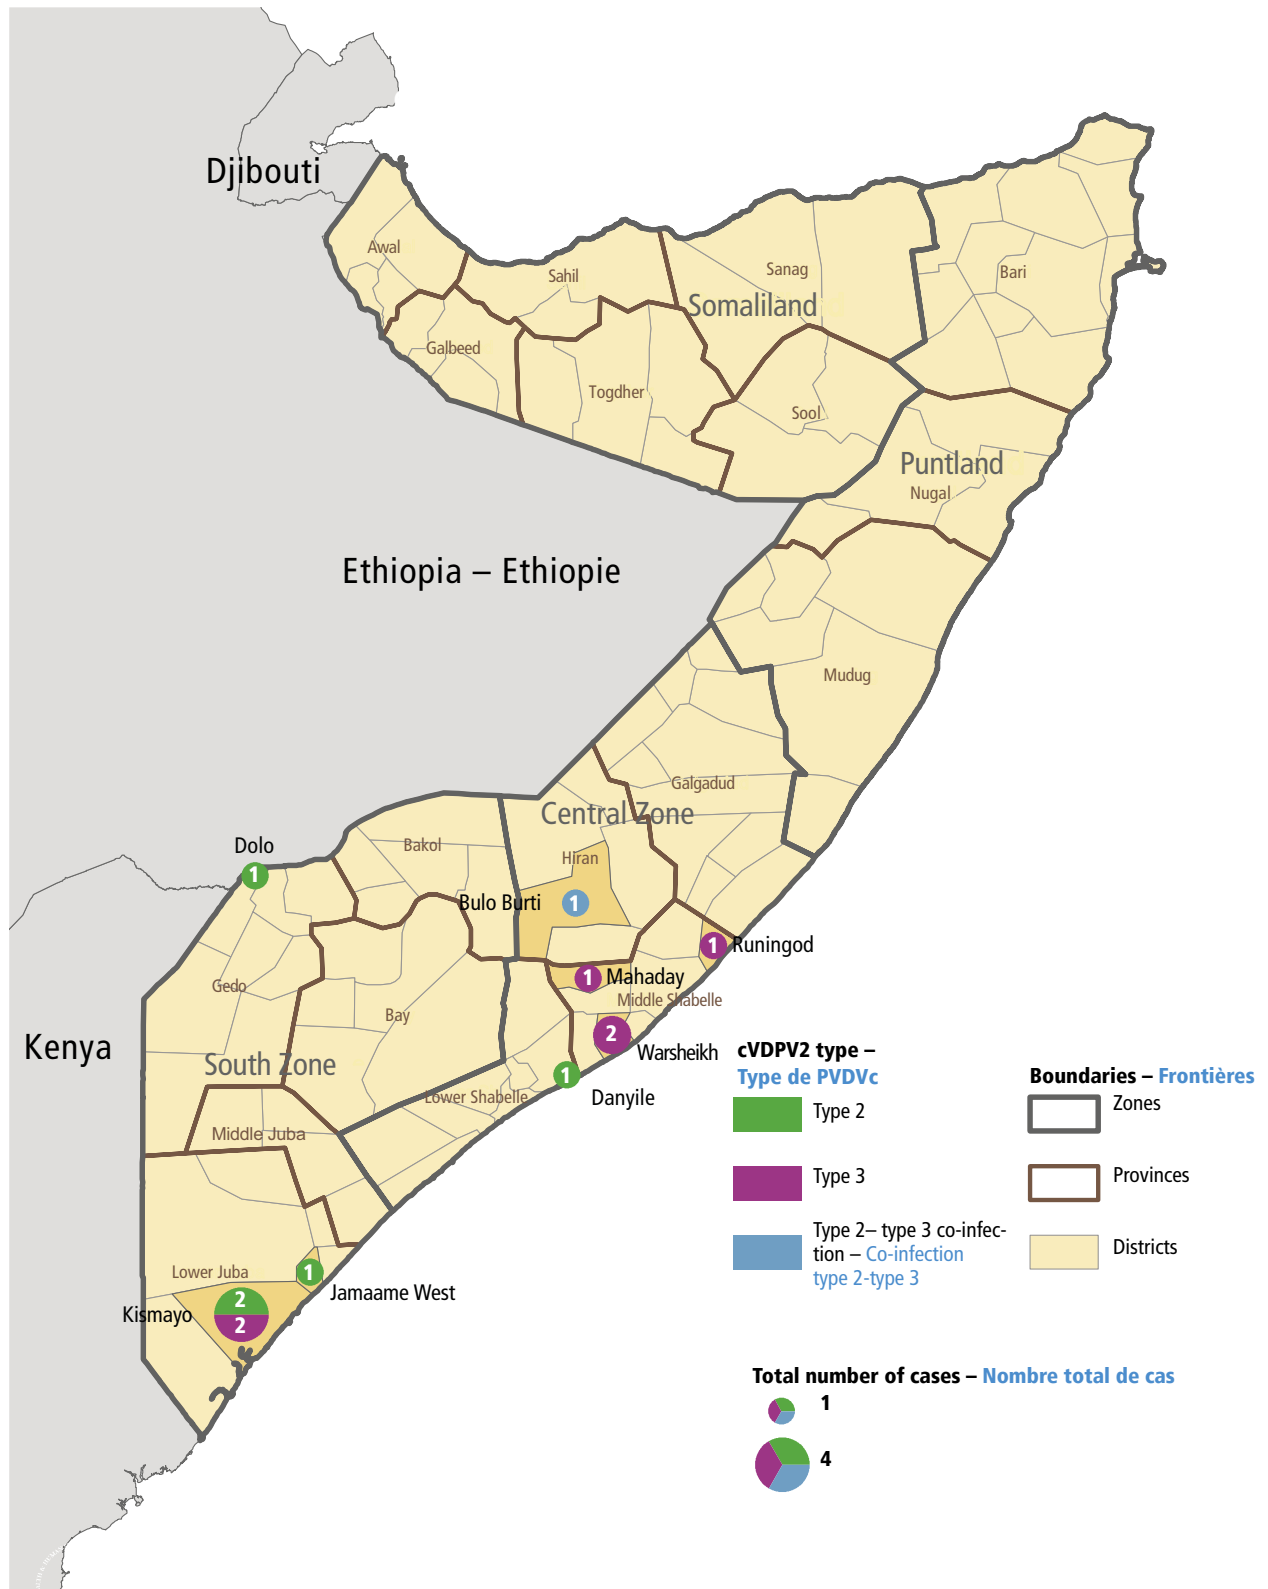 Djibouti
Awal
Sahil
Sanag
Bari
Somaliland
Galbeed
Togdher
Sool
Puntland
Nugal
Ethiopia – Ethiopie
Mudug
Galgadud
Central Zone
Dolo
1
Bakol
Hiran
Bulo Burti
1
1
Runingod
Gedo
1
Mahaday
Middle Shabelle
Bay
2
Warsheikh
Kenya
South Zone
1
Danyile
Lower Shabelle
Middle Juba
Lower Juba
1
Jamaame West
Kismayo
2
2
cVDPV2 type –
Type de PVDVc
Type 2
Type 3
Type 2– type 3 co-infec-
tion – Co-infection
type 2-type 3
Boundaries – Frontières
Zones
Provinces
Districts
Total number of cases – Nombre total de cas
1
4